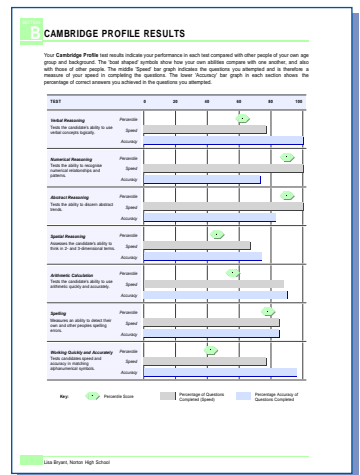 SECTION
B
CAMBRIDGE PROFILE RESULTS
Your Cambridge Profile test results indicate your performance in each test compared with other people of your own age
group and background. The 'boat shaped' symbols show how your own abilities compare with one another, and also
with those of other people. The middle 'Speed' bar graph indicates the questions you attempted and is therefore a
measure of your speed in completing the questions. The lower 'Accuracy' bar graph in each section shows the
percentage of correct answers you achieved in the questions you attempted.
TEST 0 20 40 60 80 100
Verbal Reasoning Percentile
Tests the candidate's ability to use
verbal concepts logically.
Speed
Accuracy
Numerical Reasoning Percentile
Tests the ability to recognise
numerical relationships and
patterns.
Speed
Accuracy
Abstract Reasoning Percentile
Tests the ability to discern abstract
trends.
Speed
Accuracy
Spatial Reasoning Percentile
Assesses the candidate's ability to
think in 2- and 3-dimensional terms.
Speed
Accuracy
Arithmetic Calculation Percentile
Tests the candidate's ability to use
arithmetic quickly and accurately.
Speed
Accuracy
Spelling Percentile
Measures an ability to detect their
own and other peoples spelling
errors.
Speed
Accuracy
Working Quickly and Accurately Percentile
Tests candidates speed and
accuracy in matching
alphanumerical symbols.
Speed
Accuracy
Key: Percentile Score
Percentage of Questions
Completed (Speed)
Percentage Accuracy of
Questions Completed
Lisa Bryant, Norton High School